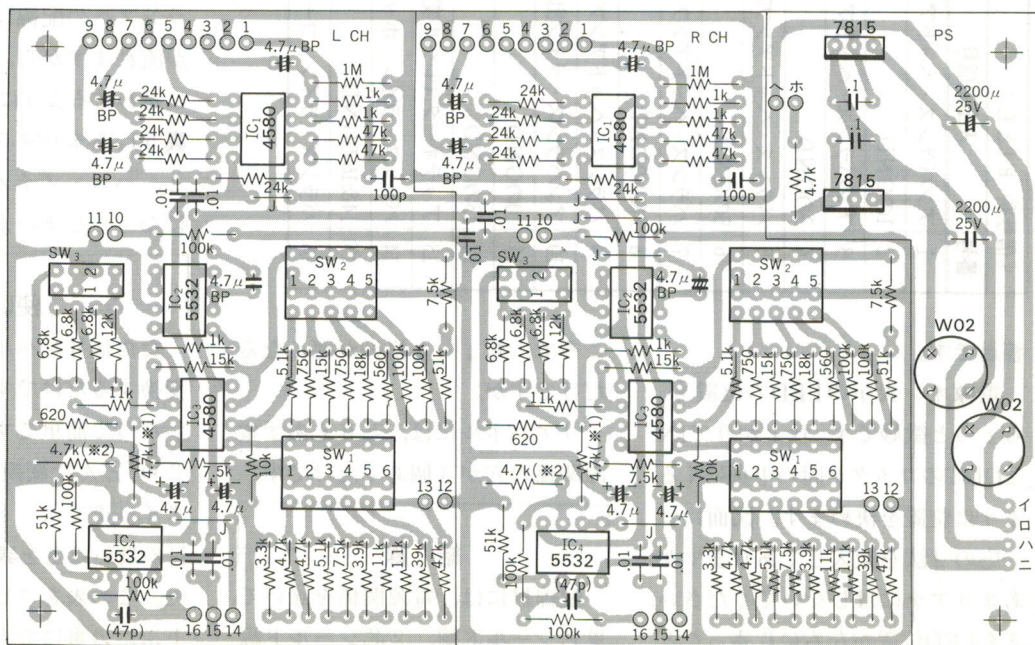 9 8 7 6 5 4 3 2 1
L CH
4.7μ BP
4.7μ
BP
24k
24k
24k
24k
4.7μ
BP
IC₁
4580
1M
1k
1k
47k
47k
24k
100p
J
.01
.01
11 10
SW₃
1 2
100k
IC₂
5532
4.7μ
BP
SW₂
1 2 3 4 5
7.5k
6.8k
6.8k
6.8k
12k
1k
15k
11k
620
IC₃
4580
5.1k
750
15k
750
18k
560
100k
100k
51k
4.7k(※2)
4.7k(※1)
7.5k
10k
SW₁
1 2 3 4 5 6
13 12
51k
100k
4.7μ
4.7μ
J
IC₄
5532
.01
.01
100k
(47p)
16 15 14
3.3k
4.7k
4.7k
5.1k
7.5k
3.9k
11k
1.1k
39k
47k
9 8 7 6 5 4 3 2 1
R CH
4.7μ
BP
4.7μ
BP
24k
24k
24k
24k
4.7μ
BP
IC₁
4580
1M
1k
1k
47k
47k
24k
100p
J
J
.01
.01
11 10
SW₃
1 2
100k
J
IC₂
5532
4.7μ
BP
SW₂
1 2 3 4 5
7.5k
6.8k
6.8k
6.8k
12k
1k
15k
11k
620
IC₃
4580
5.1k
750
15k
750
18k
560
100k
100k
51k
4.7k(※2)
4.7k(※1)
7.5k
10k
SW₁
1 2 3 4 5 6
13 12
51k
100k
4.7μ
4.7μ
J
IC₄
5532
.01
.01
(47p)
100k
16 15 14
3.3k
4.7k
4.7k
5.1k
7.5k
3.9k
11k
1.1k
39k
47k
7815
PS
ヘ ホ
.1
.1
2200μ
25V
4.7k
7815
2200μ
25V
W02
W02
イ
ロ
ハ
ニ